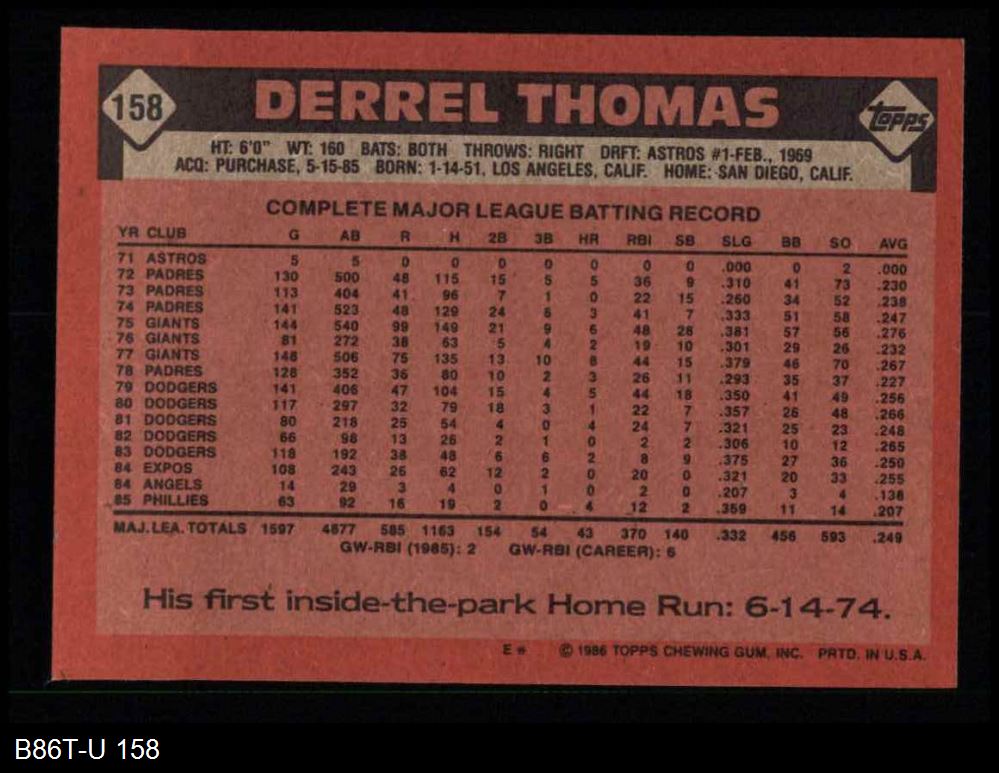 158
DERREL THOMAS
topps
HT: 6'0" WT: 160 BATS: BOTH THROWS: RIGHT DRFT: ASTROS #1-FEB., 1969
ACQ: PURCHASE, 5-15-85 BORN: 1-14-51, LOS ANGELES, CALIF. HOME: SAN DIEGO, CALIF.
COMPLETE MAJOR LEAGUE BATTING RECORD
YR CLUB G AB R H 2B 3B HR RBI SB SLG BB SO AVG
71 ASTROS 5 5 0 0 0 0 0 0 0 .000 0 2 .000
72 PADRES 130 500 48 115 15 5 5 36 9 .310 41 73 .230
73 PADRES 113 404 41 96 7 1 0 22 15 .260 34 52 .238
74 PADRES 141 523 48 129 24 6 3 41 7 .333 51 58 .247
75 GIANTS 144 540 99 149 21 9 6 48 28 .381 57 56 .276
76 GIANTS 81 272 38 63 5 4 2 19 10 .301 29 26 .232
77 GIANTS 148 506 75 135 13 10 8 44 15 .379 46 70 .267
78 PADRES 128 352 36 80 10 2 3 26 11 .293 35 37 .227
79 DODGERS 141 406 47 104 15 4 5 44 18 .350 41 49 .256
80 DODGERS 117 297 32 79 18 3 1 22 7 .357 26 48 .266
81 DODGERS 80 218 25 54 4 0 4 24 7 .321 25 23 .248
82 DODGERS 66 98 13 26 2 1 0 2 2 .306 10 12 .265
83 DODGERS 118 192 38 48 6 6 2 8 9 .375 27 36 .250
84 EXPOS 108 243 26 62 12 2 0 20 0 .321 20 33 .255
84 ANGELS 14 29 3 4 0 1 0 2 0 .207 3 4 .138
85 PHILLIES 63 92 16 19 2 0 4 12 2 .359 11 14 .207
MAJ. LEA. TOTALS 1597 4677 585 1163 154 54 43 370 140 .332 456 593 .249
GW-RBI (1985): 2 GW-RBI (CAREER): 6
His first inside-the-park Home Run: 6-14-74.
E* © 1986 TOPPS CHEWING GUM, INC. PRTD. IN U.S.A.
B86T-U 158